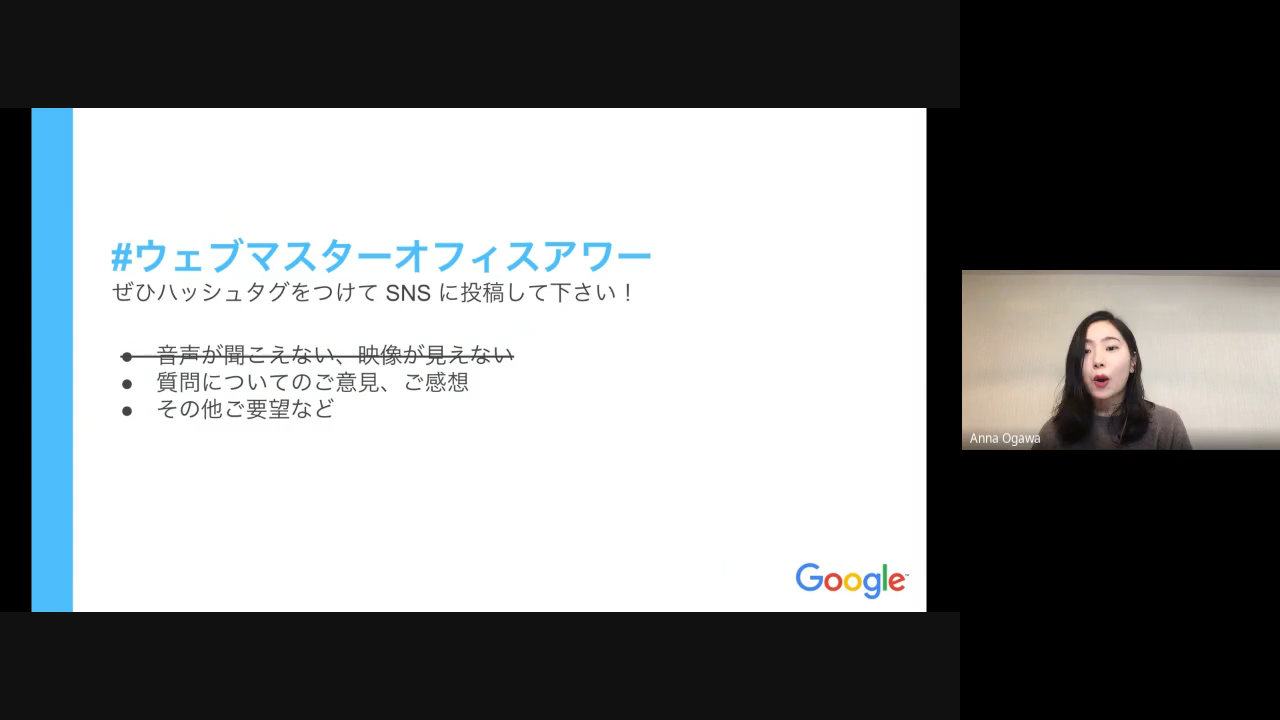 #ウェブマスターオフィスアワー
ぜひハッシュタグをつけて SNS に投稿して下さい！
● 音声が聞こえない、映像が見えない
● 質問についてのご意見、ご感想
● その他ご要望など
Google
Anna Ogawa